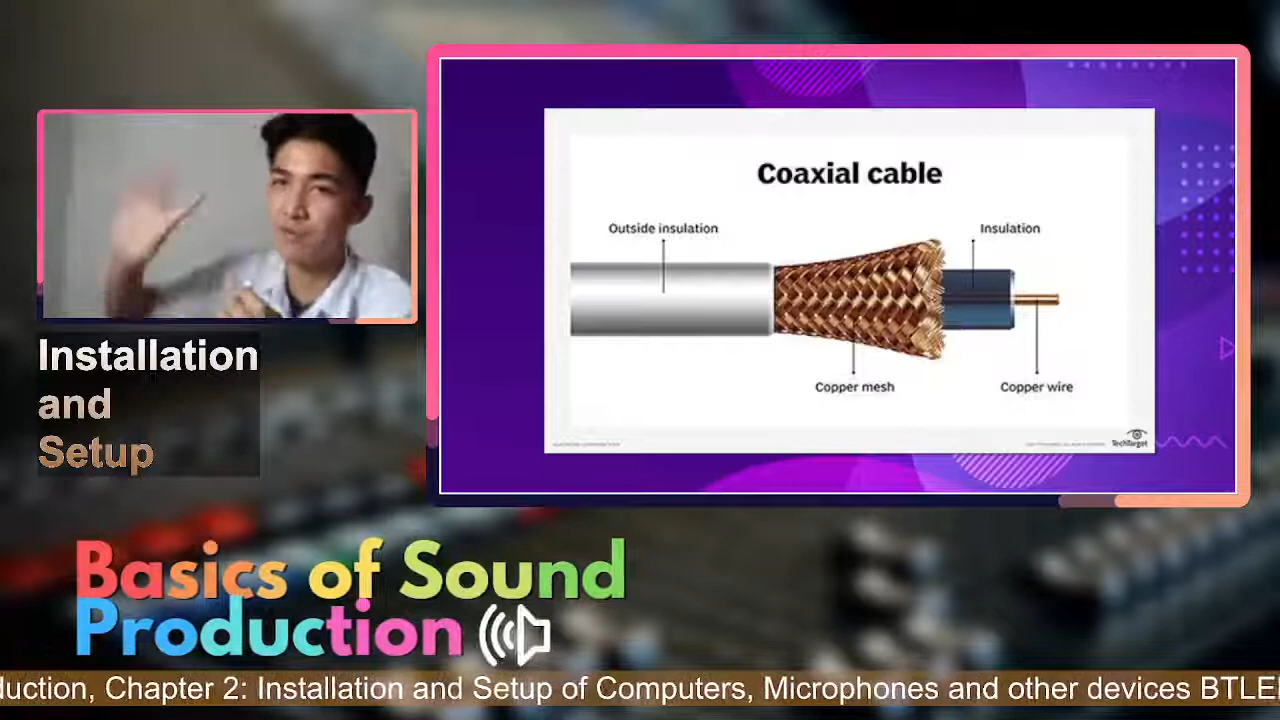 Coaxial cable
Outside insulation
Insulation
Copper mesh
Copper wire
TechTarget
Installation
and
Setup
Basics of Sound
Production
duction, Chapter 2: Installation and Setup of Computers, Microphones and other devices BTLE